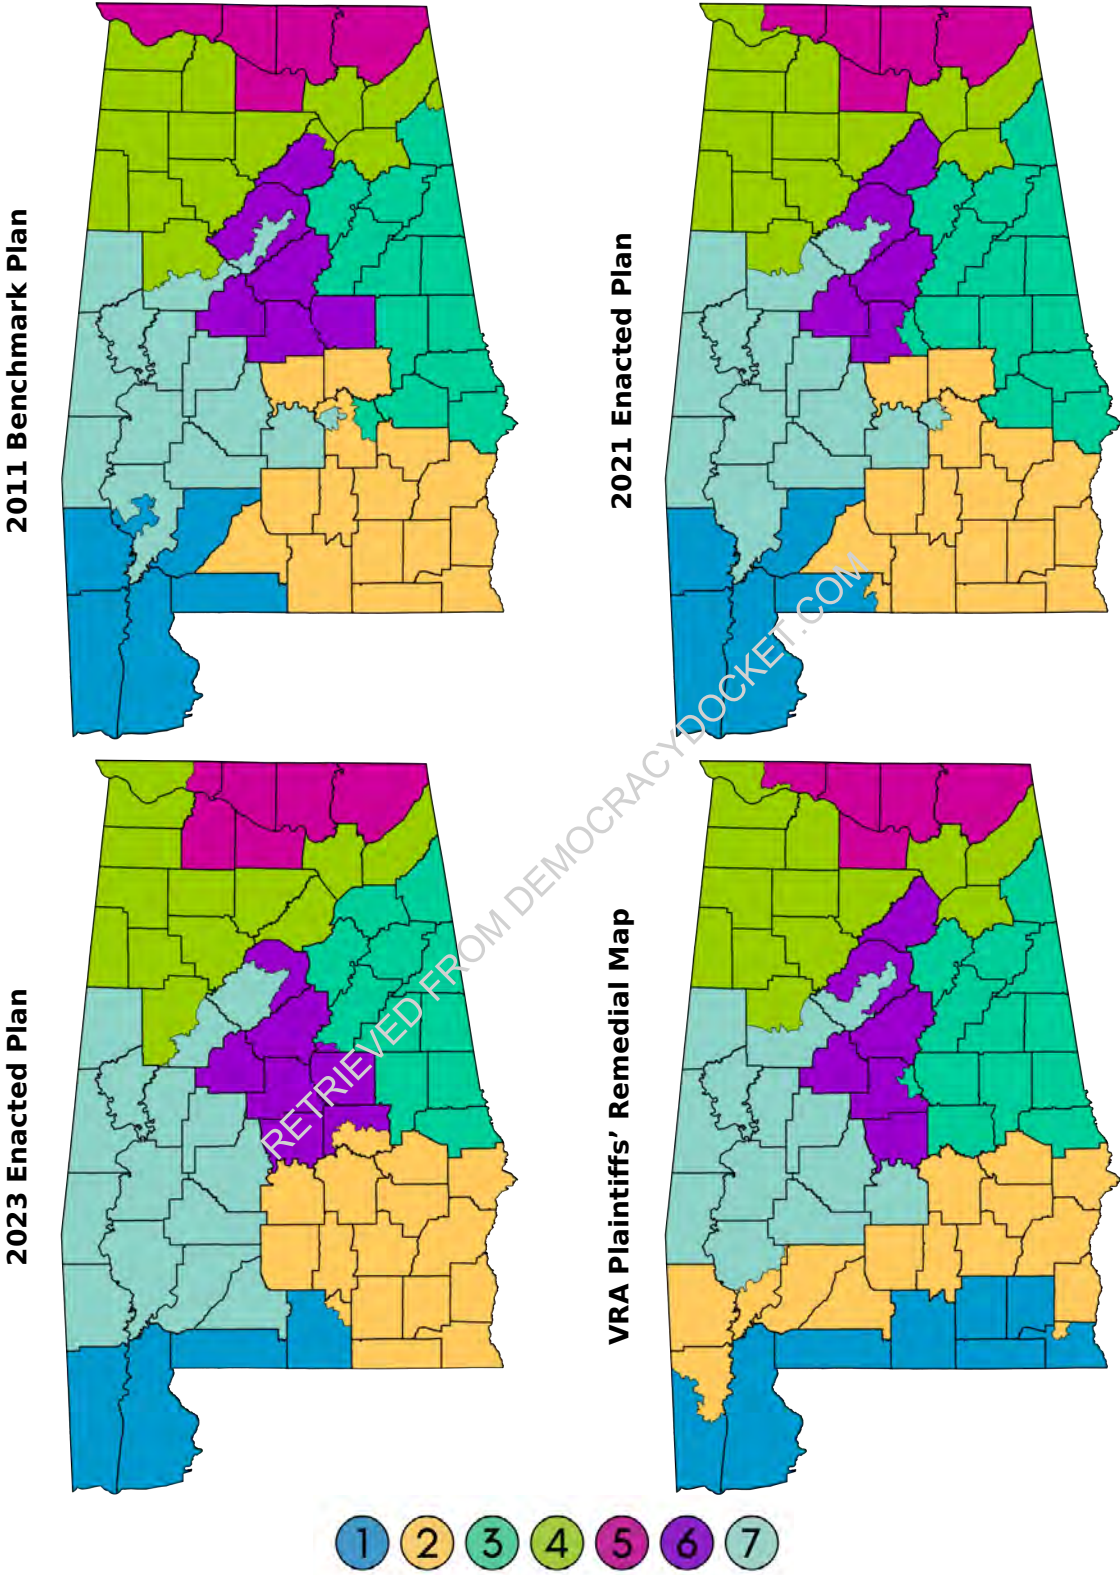 2011 Benchmark Plan
2021 Enacted Plan
2023 Enacted Plan
VRA Plaintiffs’ Remedial Map
RETRIEVED FROM DEMOCRACYDOCKET.COM
1 2 3 4 5 6 7